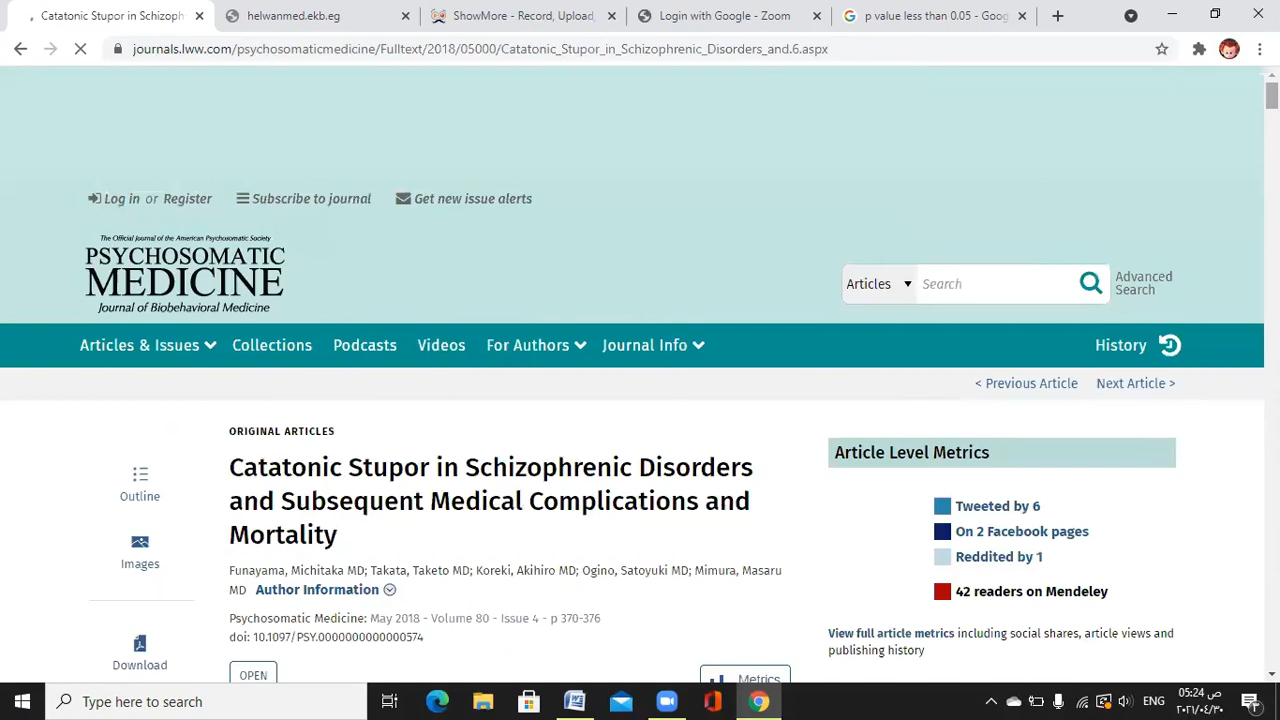 Catatonic Stupor in Schizoph
helwanmed.ekb.eg
ShowMore - Record, Upload,
Login with Google - Zoom
p value less than 0.05 - Goog
journals.lww.com/psychosomaticmedicine/Fulltext/2018/05000/Catatonic_Stupor_in_Schizophrenic_Disorders_and.6.aspx
Log in or Register
Subscribe to journal
Get new issue alerts
The Official Journal of the American Psychosomatic Society
PSYCHOSOMATIC
MEDICINE
Journal of Biobehavioral Medicine
Articles
Search
Advanced
Search
Articles & Issues
Collections
Podcasts
Videos
For Authors
Journal Info
History
< Previous Article
Next Article >
ORIGINAL ARTICLES
Catatonic Stupor in Schizophrenic Disorders
and Subsequent Medical Complications and
Mortality
Funayama, Michitaka MD; Takata, Taketo MD; Koreki, Akihiro MD; Ogino, Satoyuki MD; Mimura, Masaru
MD Author Information
Psychosomatic Medicine: May 2018 - Volume 80 - Issue 4 - p 370-376
doi: 10.1097/PSY.0000000000000574
OPEN
Metrics
Outline
Images
Download
Article Level Metrics
Tweeted by 6
On 2 Facebook pages
Reddited by 1
42 readers on Mendeley
View full article metrics including social shares, article views and
publishing history
Type here to search
ENG
05:24 ص
٢٠٢١/٠٤/٣٠